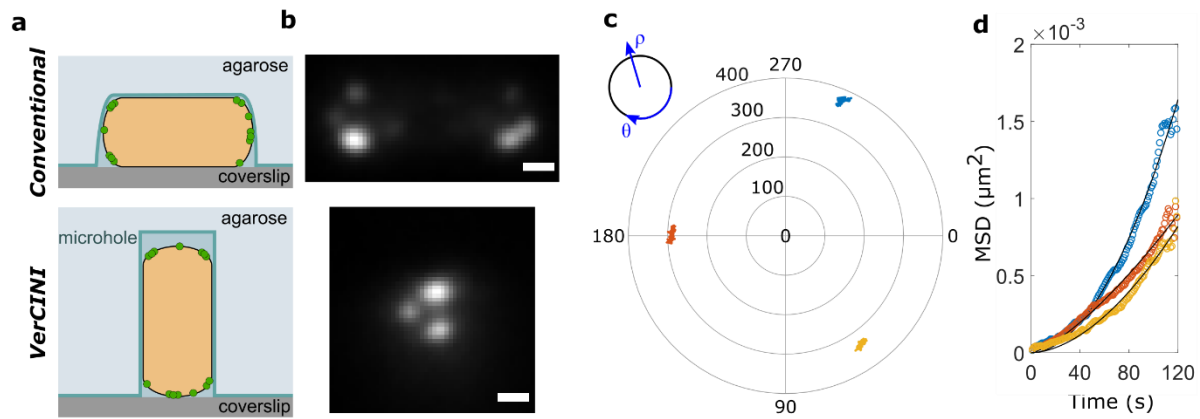 a
Conventional
agarose
coverslip
VerCINI
agarose
microhole
coverslip
b
c
ρ
θ
270
400
300
200
100
180
0
0
90
d
×10⁻³
2
1.5
1
0.5
0
MSD (µm²)
0
40
80
120
Time (s)